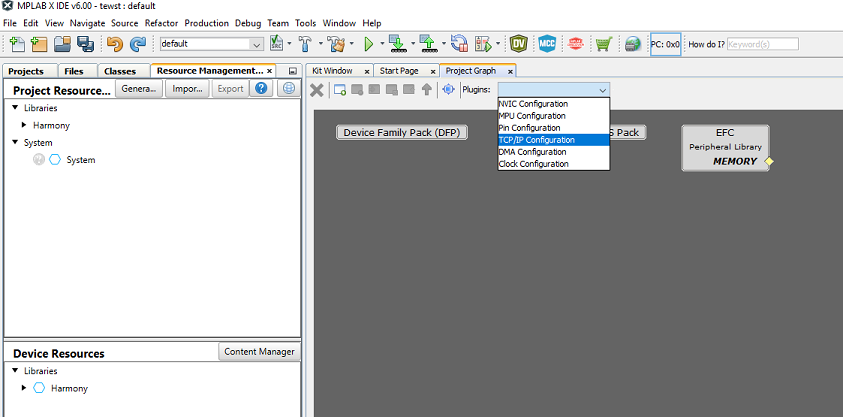 MPLAB X IDE v6.00 - tewst : default
File Edit View Navigate Source Refactor Production Debug Team Tools Window Help
default
SRC
DV
MCC
PC: 0x0
How do I?
Keyword(s)
Projects
Files
Classes
Resource Management...
Project Resource...
Genera...
Impor...
Export
?
Libraries
Harmony
System
System
Device Resources
Content Manager
Libraries
Harmony
Kit Window
Start Page
Project Graph
Plugins:
NVIC Configuration
MPU Configuration
Pin Configuration
TCP/IP Configuration
DMA Configuration
Clock Configuration
Device Family Pack (DFP)
S Pack
EFC
Peripheral Library
MEMORY